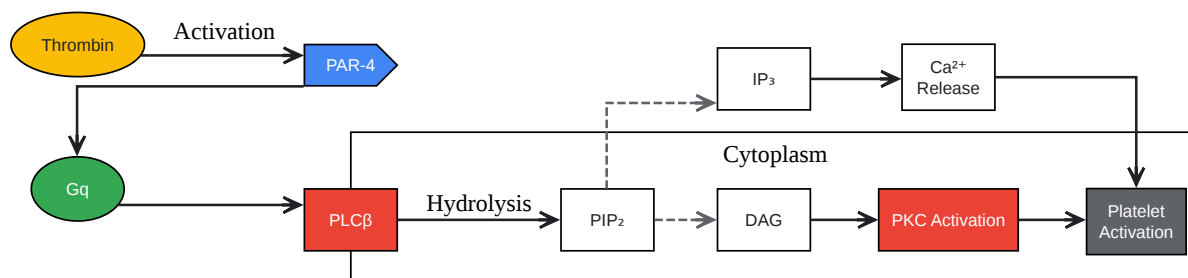 Thrombin
Activation
PAR-4
IP₃
Ca²⁺
Release
Cytoplasm
Gq
PLCβ
Hydrolysis
PIP₂
DAG
PKC Activation
Platelet
Activation